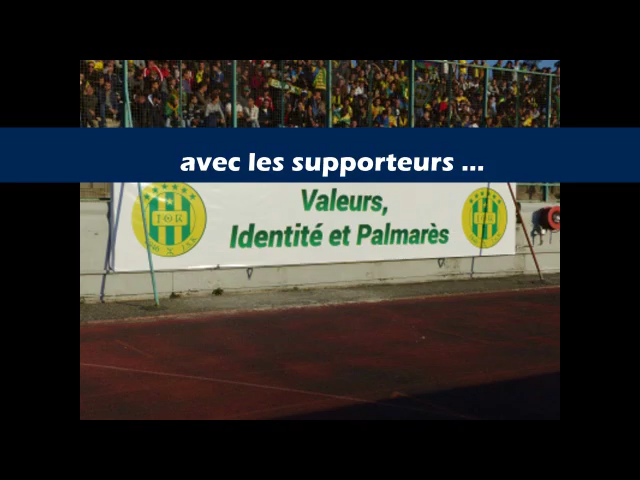 avec les supporteurs ...
Valeurs,
Identité et Palmarès